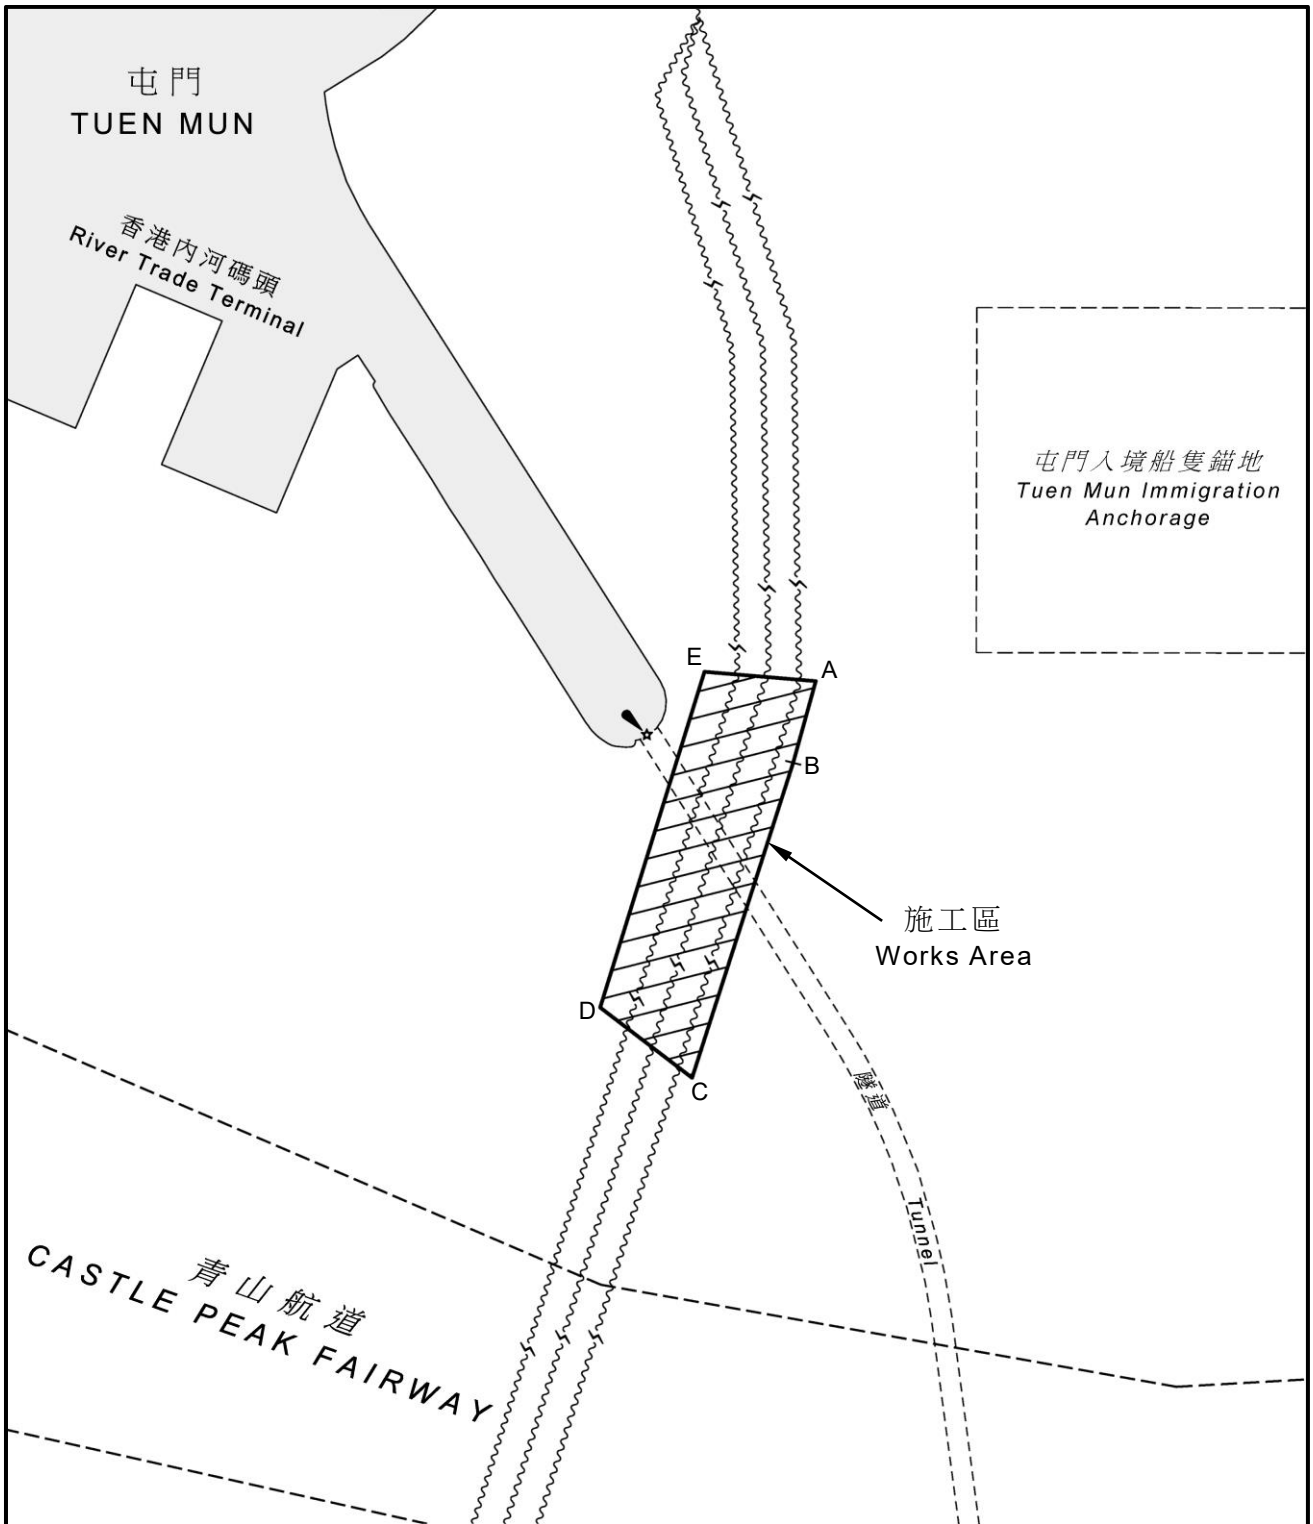 屯門
TUEN MUN
香港內河碼頭
River Trade Terminal
屯門入境船隻錨地
Tuen Mun Immigration
Anchorage
E
A
B
施工區
Works Area
D
C
隧道
Tunnel
青山航道
CASTLE PEAK FAIRWAY